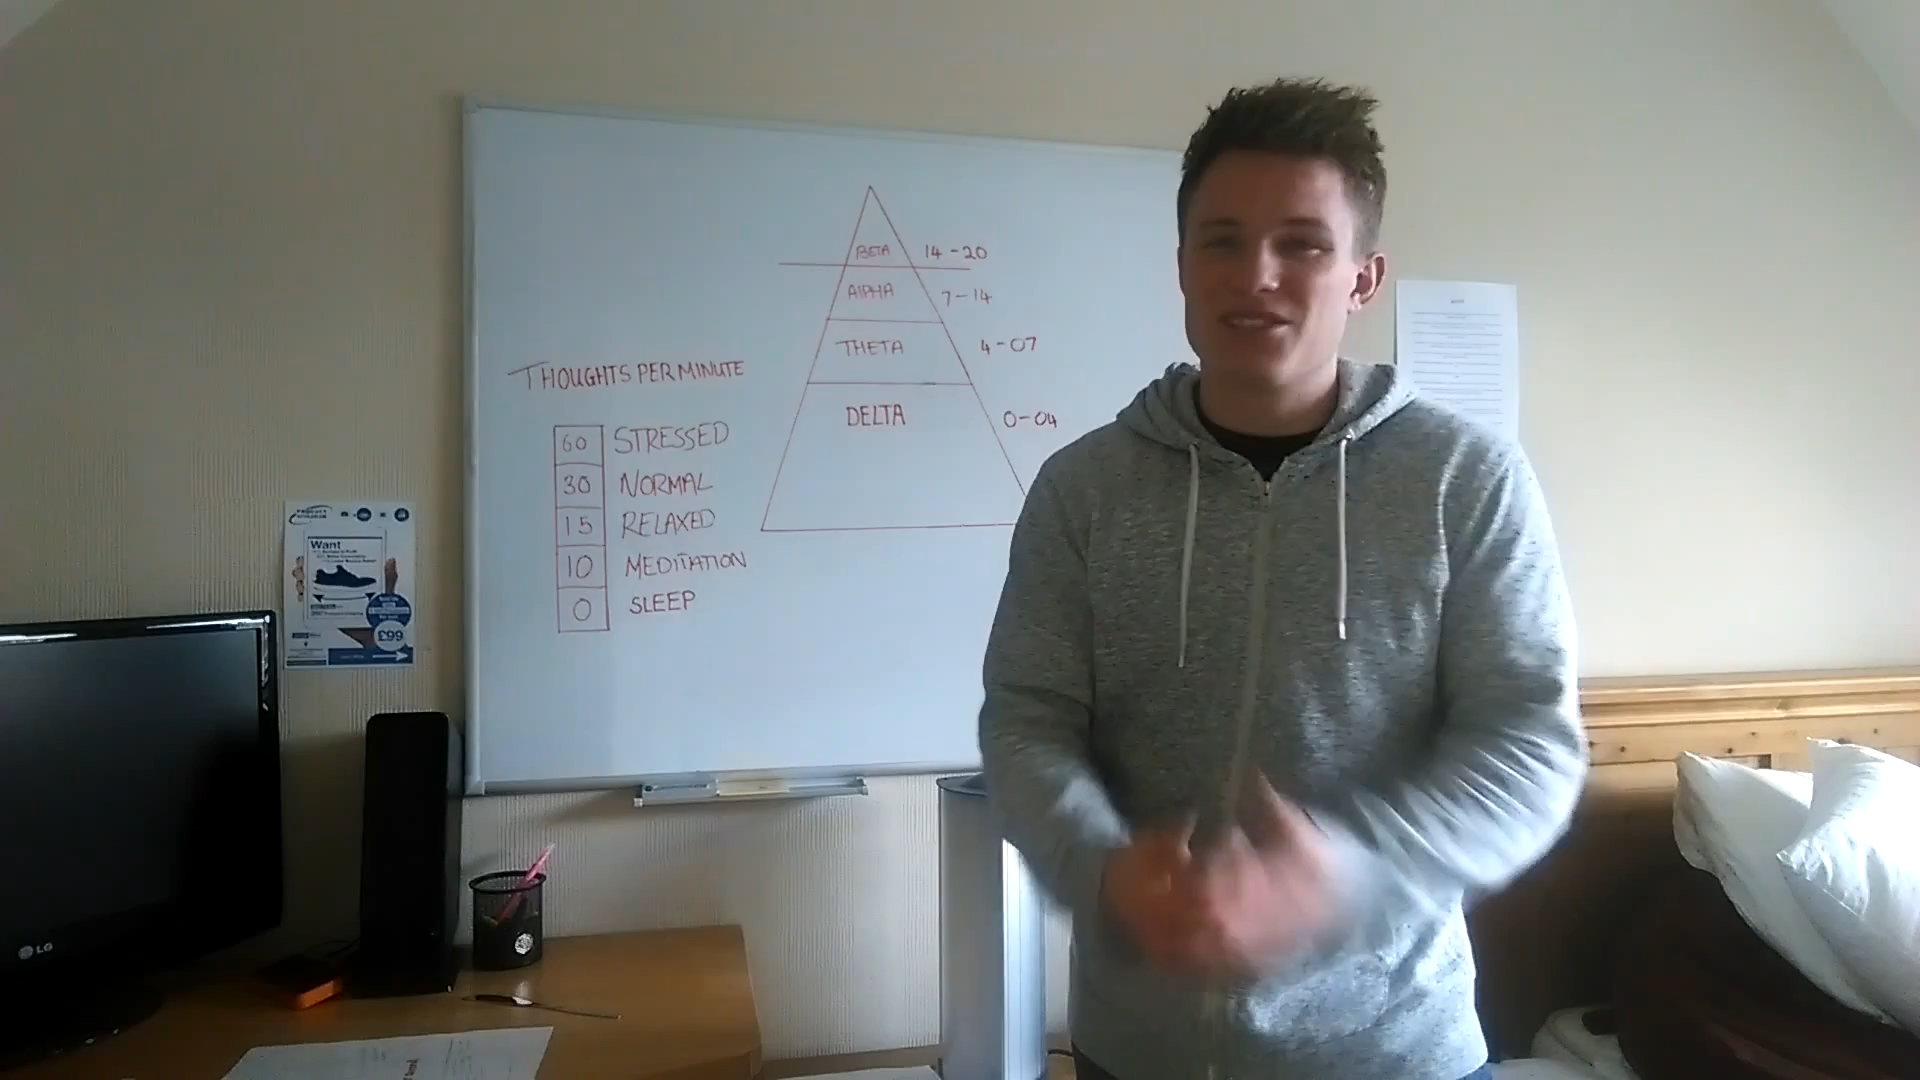 BETA 14-20
AlPHA 7-14
THETA 4-07
DELTA 0-04
THOUGHTS PER MINUTE
60 STRESSED
30 NORMAL
15 RELAXED
10 MEDITATION
0 SLEEP
Want
£99
LG